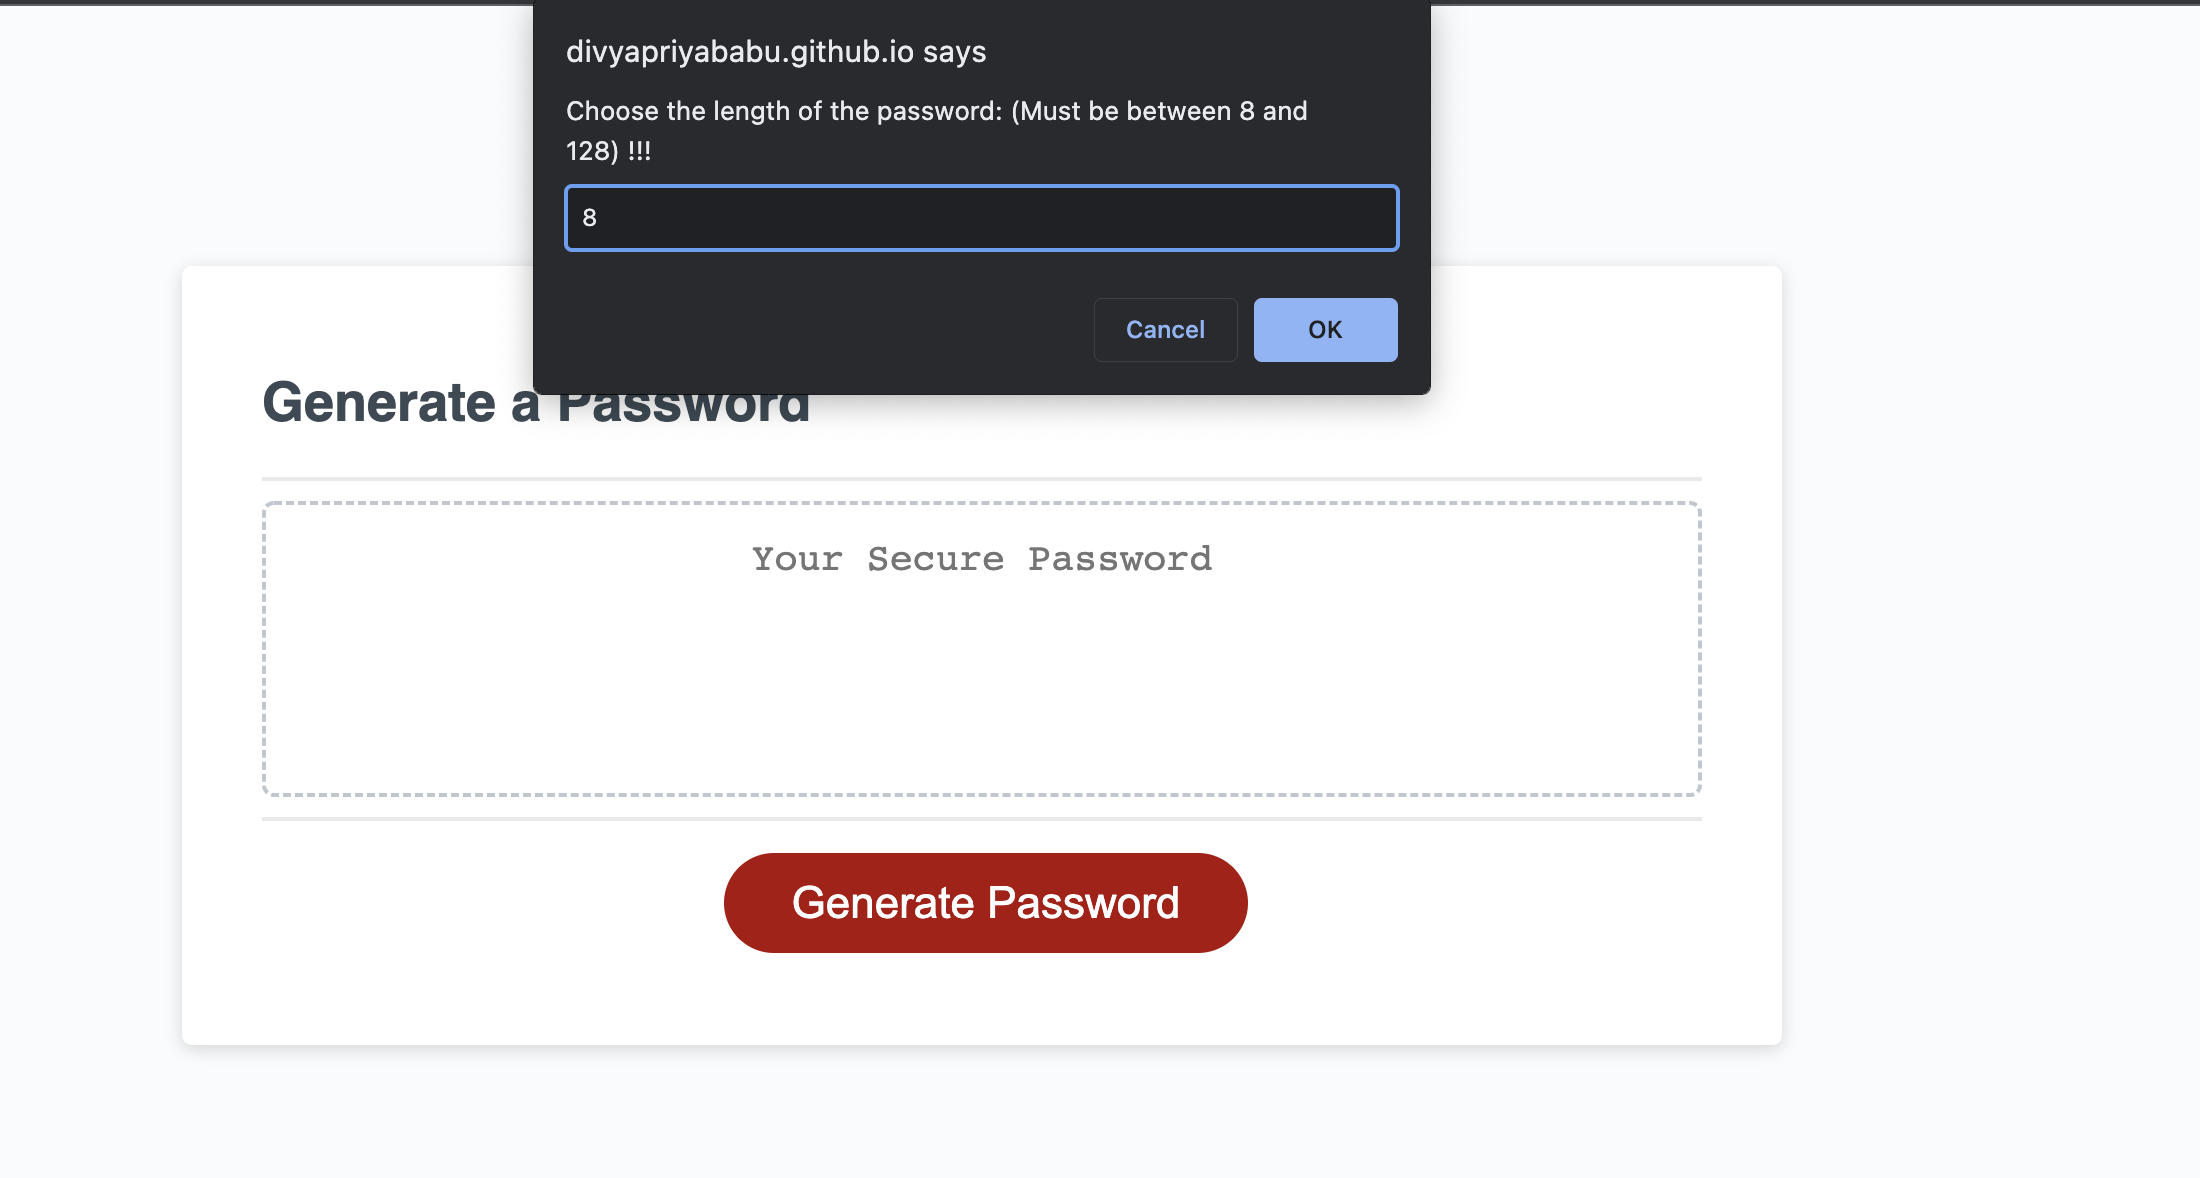 divyapriyababu.github.io says
Choose the length of the password: (Must be between 8 and
128) !!!
8
Cancel
OK
Generate a Password
Your Secure Password
Generate Password